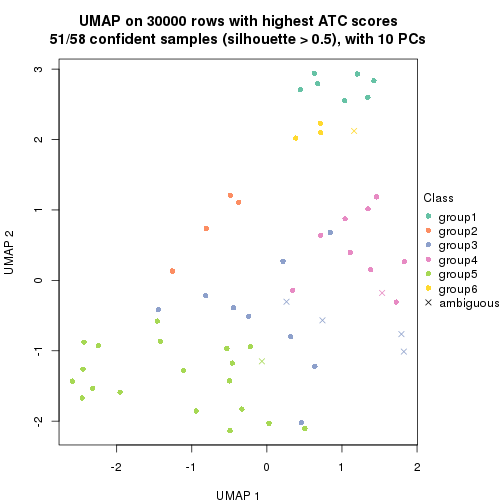 UMAP on 30000 rows with highest ATC scores
51/58 confident samples (silhouette > 0.5), with 10 PCs
3
2
1
0
-1
-2
UMAP 2
-2
-1
0
1
2
UMAP 1
Class
group1
group2
group3
group4
group5
group6
ambiguous